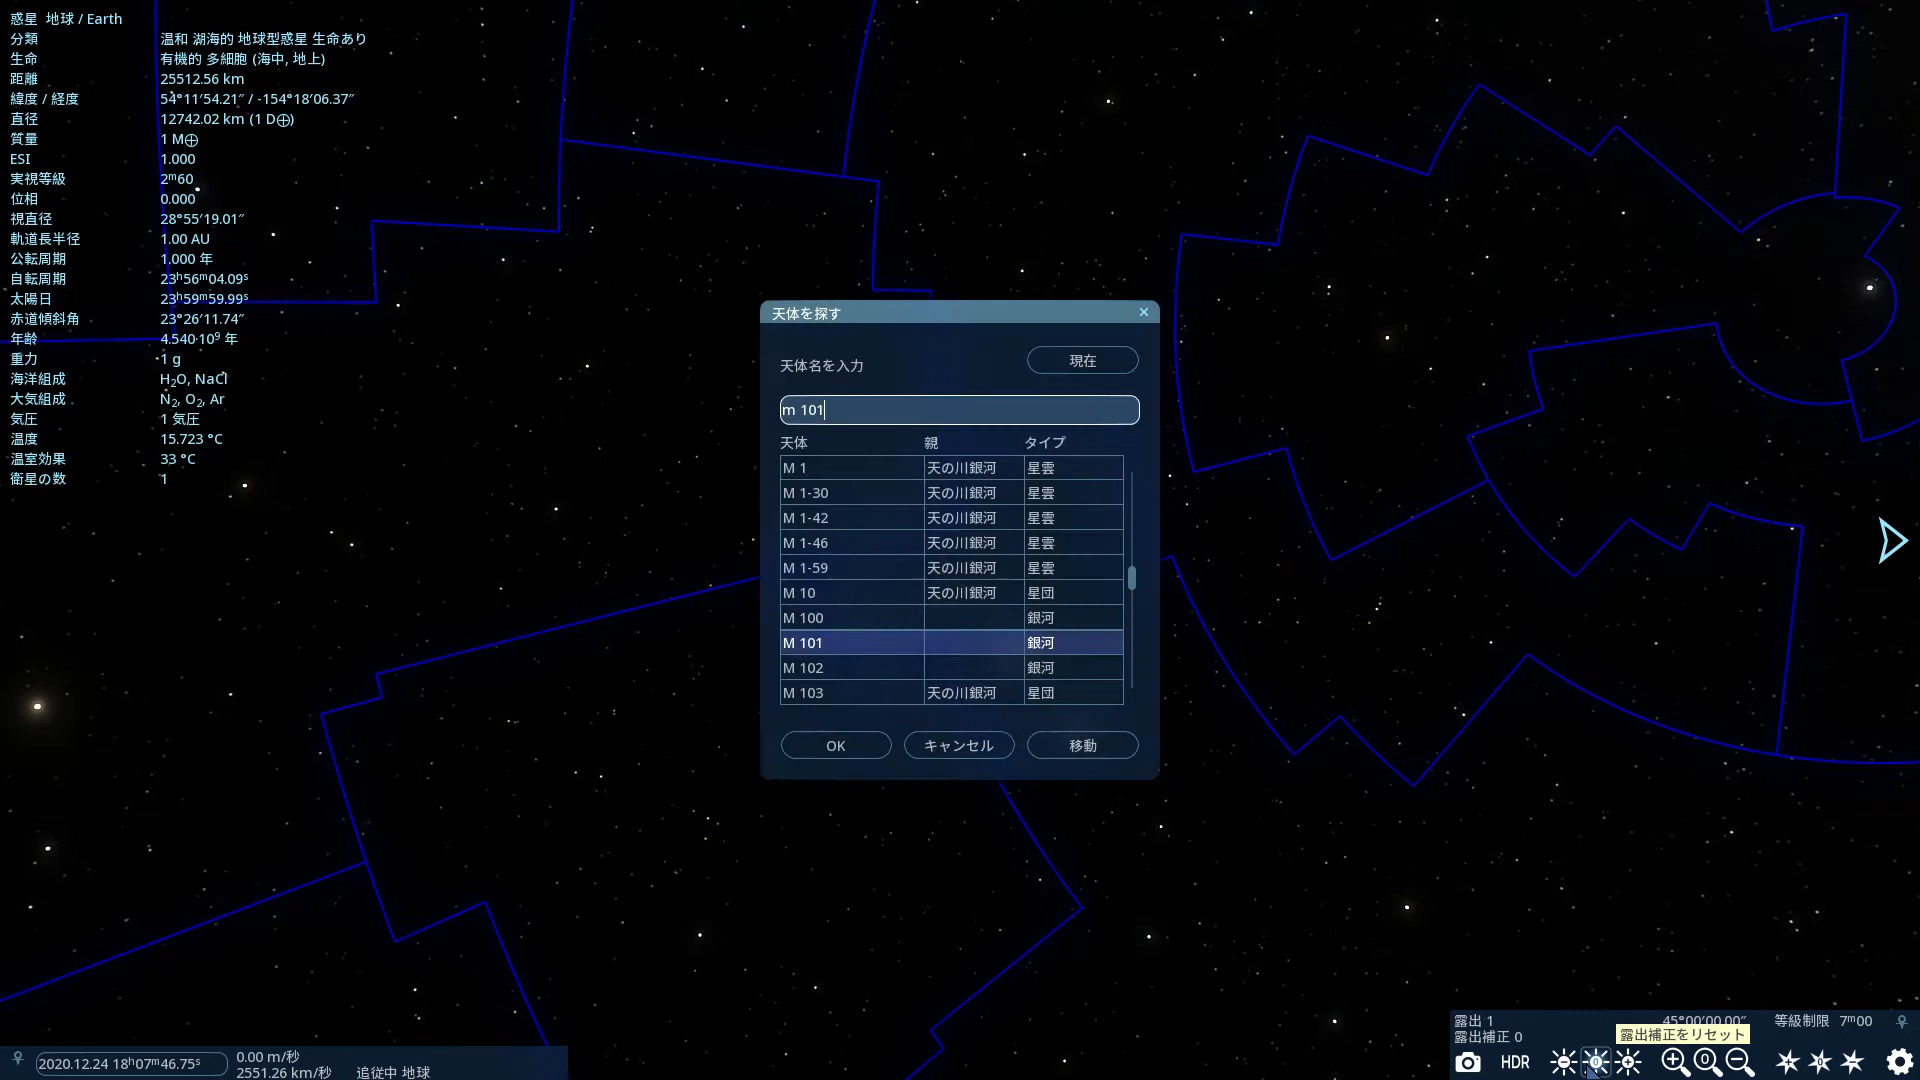 惑星 地球 / Earth
分類 温和 湖海的 地球型惑星 生命あり
生命 有機的 多細胞 (海中, 地上)
距離 25512.56 km
緯度 / 経度 54°11′54.21″ / -154°18′06.37″
直径 12742.02 km (1 D⊕)
質量 1 M⊕
ESI 1.000
実視等級 2ᵐ60
位相 0.000
視直径 28°55′19.01″
軌道長半径 1.00 AU
公転周期 1.000 年
自転周期 23ʰ56ᵐ04.09ˢ
太陽日 23ʰ59ᵐ59.99ˢ
赤道傾斜角 23°26′11.74″
年齢 4.540·10⁹ 年
重力 1 g
海洋組成 H₂O, NaCl
大気組成 N₂, O₂, Ar
気圧 1 気圧
温度 15.723 °C
温室効果 33 °C
衛星の数 1
天体を探す ×
天体名を入力 現在
m 101
天体 親 タイプ
M 1 天の川銀河 星雲
M 1-30 天の川銀河 星雲
M 1-42 天の川銀河 星雲
M 1-46 天の川銀河 星雲
M 1-59 天の川銀河 星雲
M 10 天の川銀河 星団
M 100 銀河
M 101 銀河
M 102 銀河
M 103 天の川銀河 星団
OK キャンセル 移動
2020.12.24 18ʰ07ᵐ46.75ˢ
0.00 m/秒
2551.26 km/秒 追従中 地球
露出 1 45°00′00.00″ 等級制限 7ᵐ00
露出補正 0 露出補正をリセット
HDR 0 0